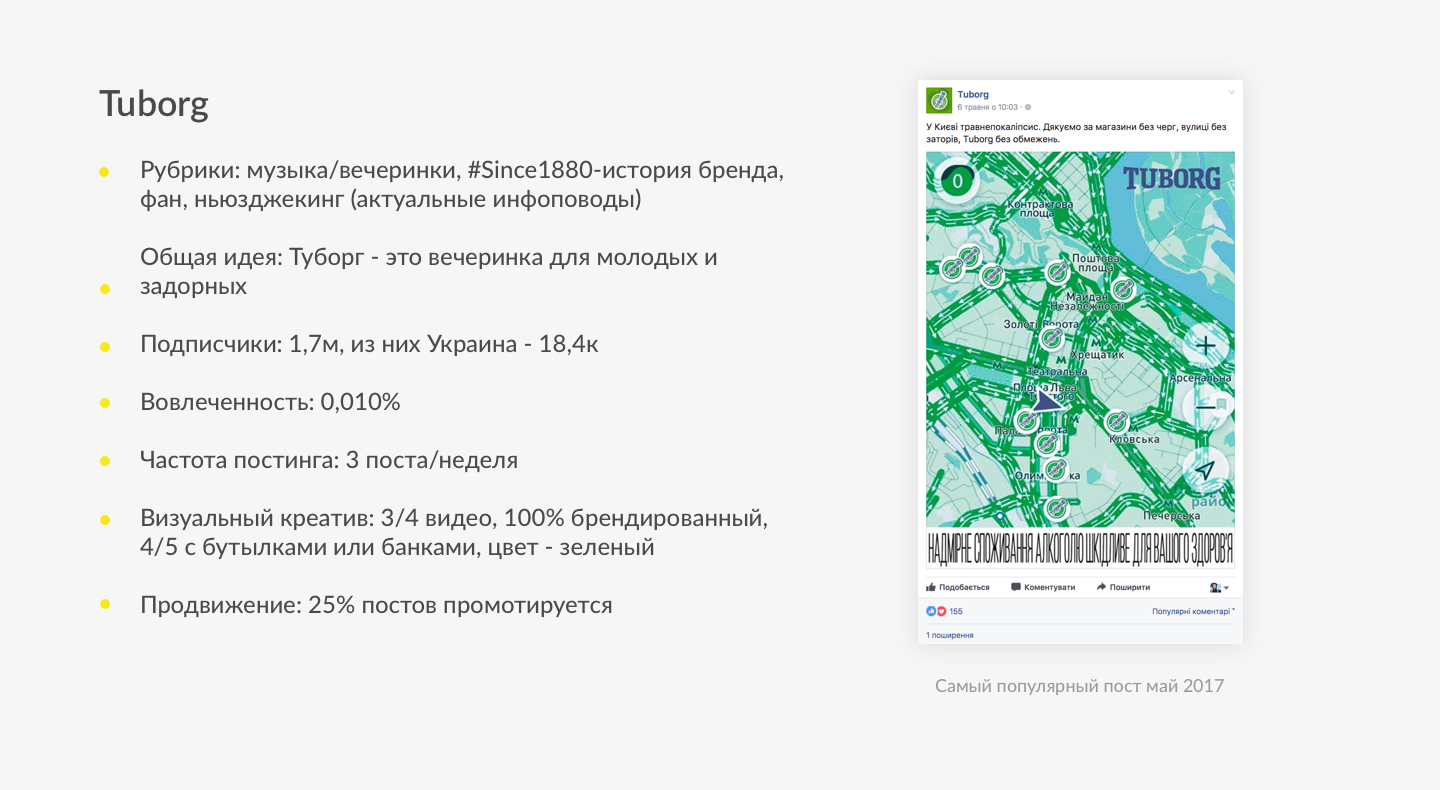 Tuborg
Рубрики: музыка/вечеринки, #Since1880-история бренда,
фан, ньюзджекинг (актуальные инфоповоды)
Общая идея: Туборг - это вечеринка для молодых и
задорных
Подписчики: 1,7м, из них Украина - 18,4к
Вовлеченность: 0,010%
Частота постинга: 3 поста/неделя
Визуальный креатив: 3/4 видео, 100% брендированный,
4/5 с бутылками или банками, цвет - зеленый
Продвижение: 25% постов промотируется
Tuborg
6 травня о 10:03 ·
У Києві травнепокаліпсис. Дякуємо за магазини без черг, вулиці без
заторів, Tuborg без обмежень.
0
TUBORG
Контрактова
площа
Поштова
площа
Майдан
Незалежності
Золоті Ворота
Хрещатик
Театральна
Арсенальна
Площа Льва
Кловська
Печерська
НАДМІРНЕ СПОЖИВАННЯ АЛКОГОЛЮ ШКІДЛИВЕ ДЛЯ ВАШОГО ЗДОРОВ'Я
Подобається Коментувати Поширити
155 Популярні коментарі
1 поширення
Самый популярный пост май 2017